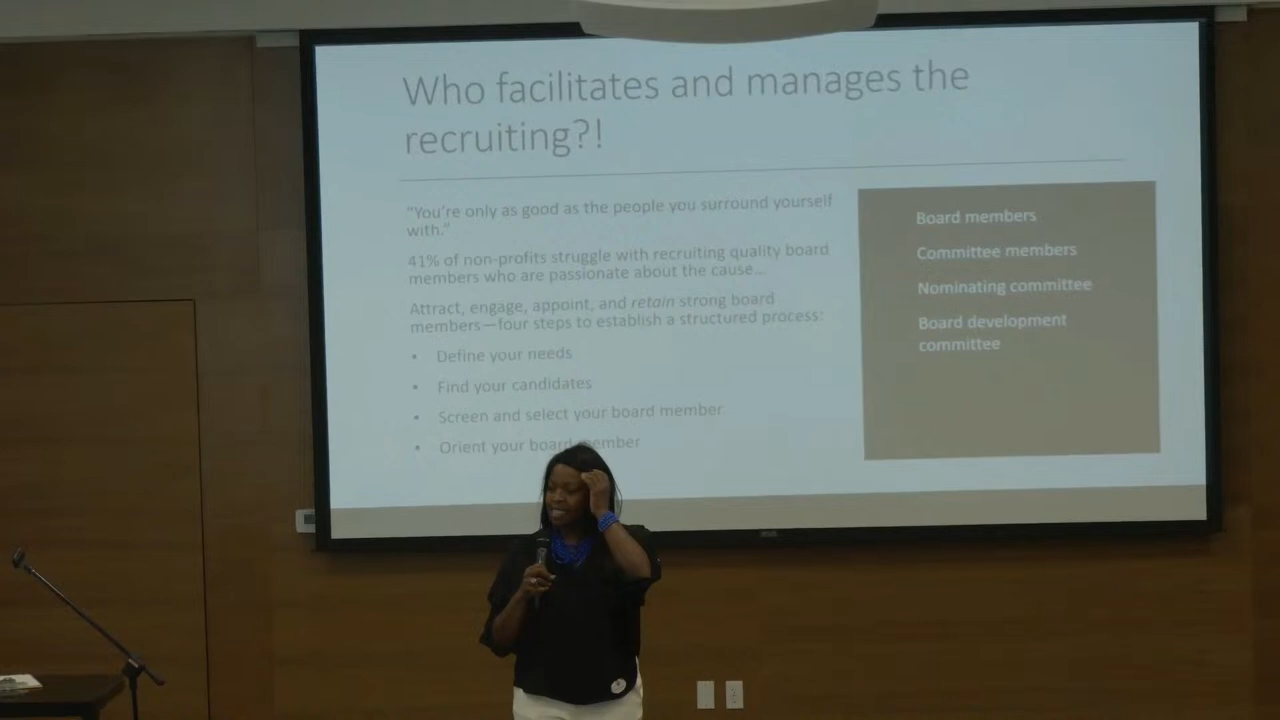 Who facilitates and manages the
recruiting?!
“You’re only as good as the people you surround yourself
with.”
41% of non-profits struggle with recruiting quality board
members who are passionate about the cause…
Attract, engage, appoint, and retain strong board
members—four steps to establish a structured process:
• Define your needs
• Find your candidates
• Screen and select your board member
• Orient your board member
Board members
Committee members
Nominating committee
Board development
committee